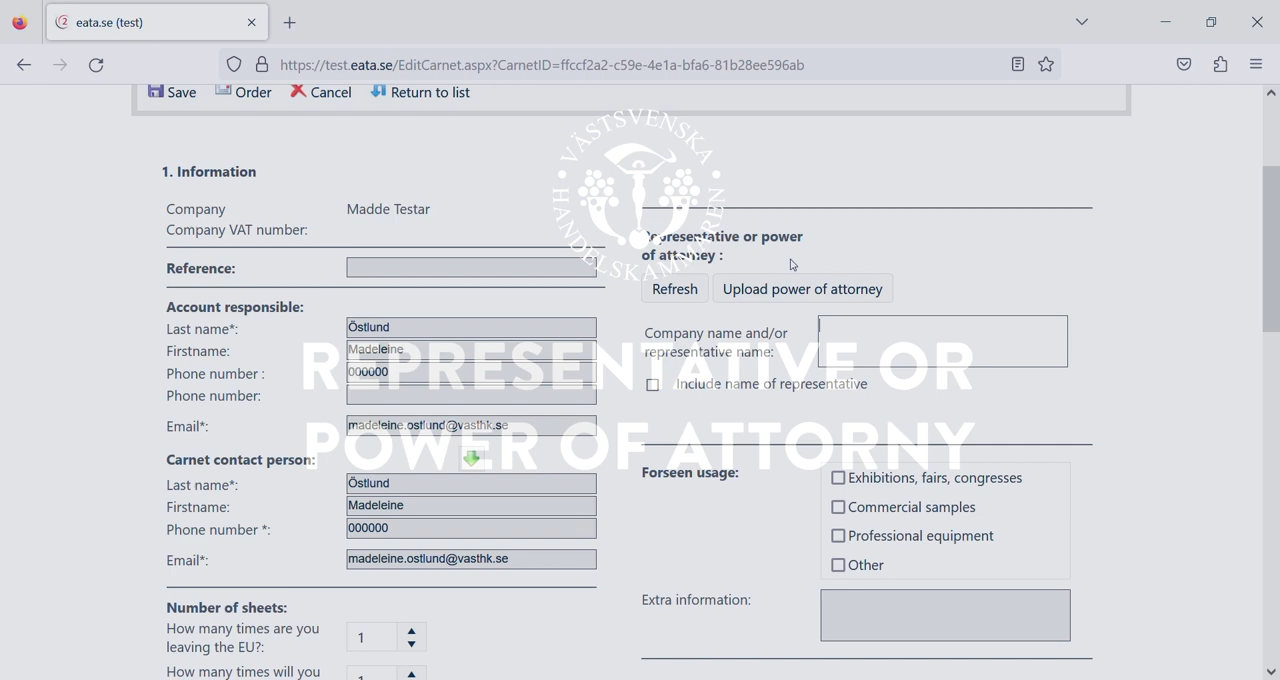 eata.se (test)
https://test.eata.se/EditCarnet.aspx?CarnetID=ffccf2a2-c59e-4e1a-bfa6-81b28ee596ab
Save Order Cancel Return to list
VÄSTSVENSKA
HANDELSKAMMAREN
1. Information
Company Madde Testar
Company VAT number:
Reference:
Account responsible:
Last name*: Östlund
Firstname: Madeleine
Phone number : 000000
Phone number:
Email*: madeleine.ostlund@vasthk.se
Carnet contact person:
Last name*: Östlund
Firstname: Madeleine
Phone number *: 000000
Email*: madeleine.ostlund@vasthk.se
Number of sheets:
How many times are you
leaving the EU?: 1
How many times will you
1
Representative or power
of attorney :
Refresh Upload power of attorney
Company name and/or
representative name:
Include name of representative
REPRESENTATIVE OR
POWER OF ATTORNY
Forseen usage:
Exhibitions, fairs, congresses
Commercial samples
Professional equipment
Other
Extra information: